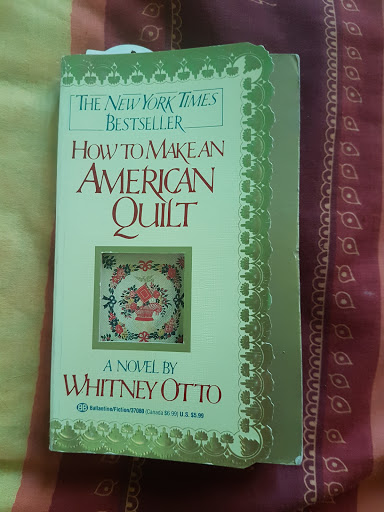 THE NEW YORK TIMES
BESTSELLER
HOW TO MAKE AN
AMERICAN
QUILT
A NOVEL BY
WHITNEY OTTO
BB Ballantine/Fiction/37080 (Canada $6.99) U.S. $5.99